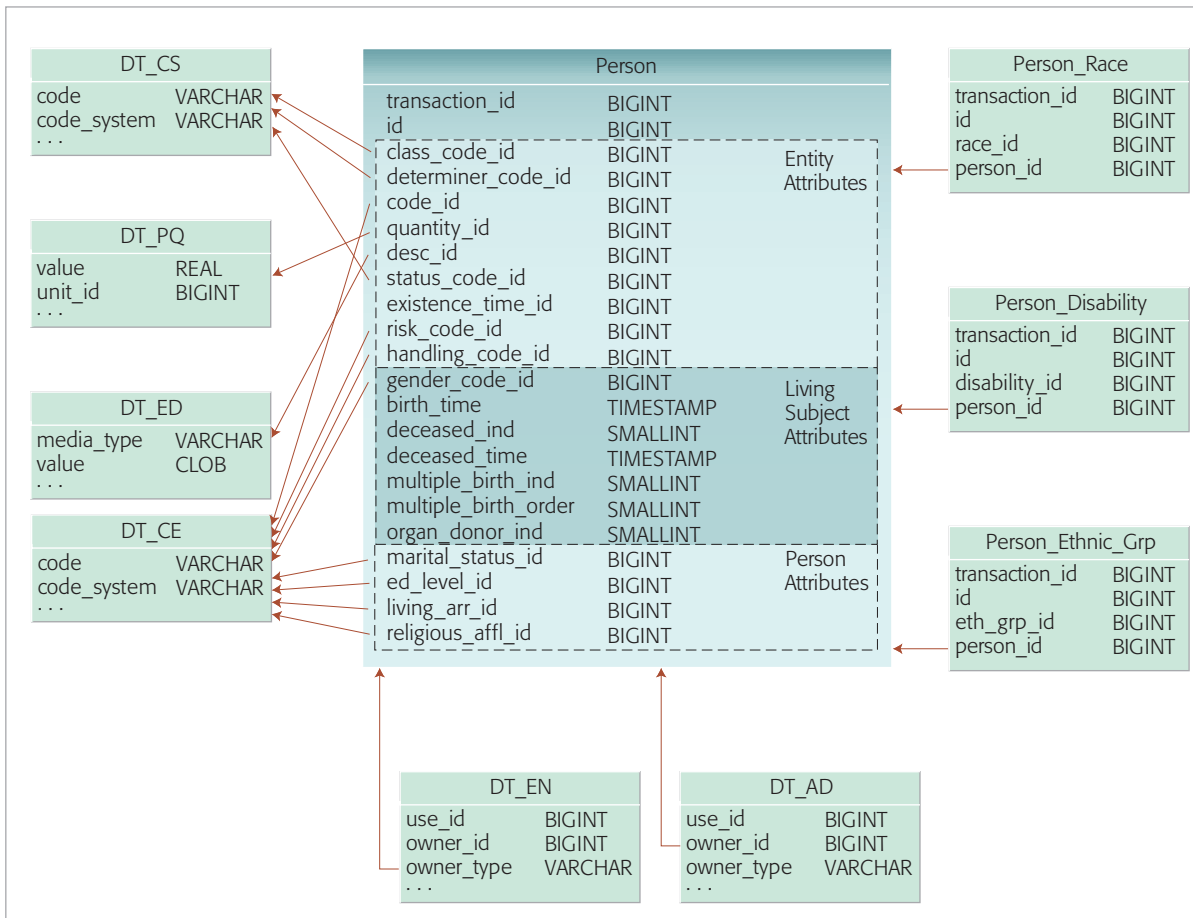 DT_CS
code VARCHAR
code_system VARCHAR
. . .
DT_PQ
value REAL
unit_id BIGINT
. . .
DT_ED
media_type VARCHAR
value CLOB
. . .
DT_CE
code VARCHAR
code_system VARCHAR
. . .
Person
transaction_id BIGINT
id BIGINT
class_code_id BIGINT Entity
determiner_code_id BIGINT Attributes
code_id BIGINT
quantity_id BIGINT
desc_id BIGINT
status_code_id BIGINT
existence_time_id BIGINT
risk_code_id BIGINT
handling_code_id BIGINT
gender_code_id BIGINT Living
birth_time TIMESTAMP Subject
deceased_ind SMALLINT Attributes
deceased_time TIMESTAMP
multiple_birth_ind SMALLINT
multiple_birth_order SMALLINT
organ_donor_ind SMALLINT
marital_status_id BIGINT Person
ed_level_id BIGINT Attributes
living_arr_id BIGINT
religious_affl_id BIGINT
Person_Race
transaction_id BIGINT
id BIGINT
race_id BIGINT
person_id BIGINT
Person_Disability
transaction_id BIGINT
id BIGINT
disability_id BIGINT
person_id BIGINT
Person_Ethnic_Grp
transaction_id BIGINT
id BIGINT
eth_grp_id BIGINT
person_id BIGINT
DT_EN
use_id BIGINT
owner_id BIGINT
owner_type VARCHAR
. . .
DT_AD
use_id BIGINT
owner_id BIGINT
owner_type VARCHAR
. . .